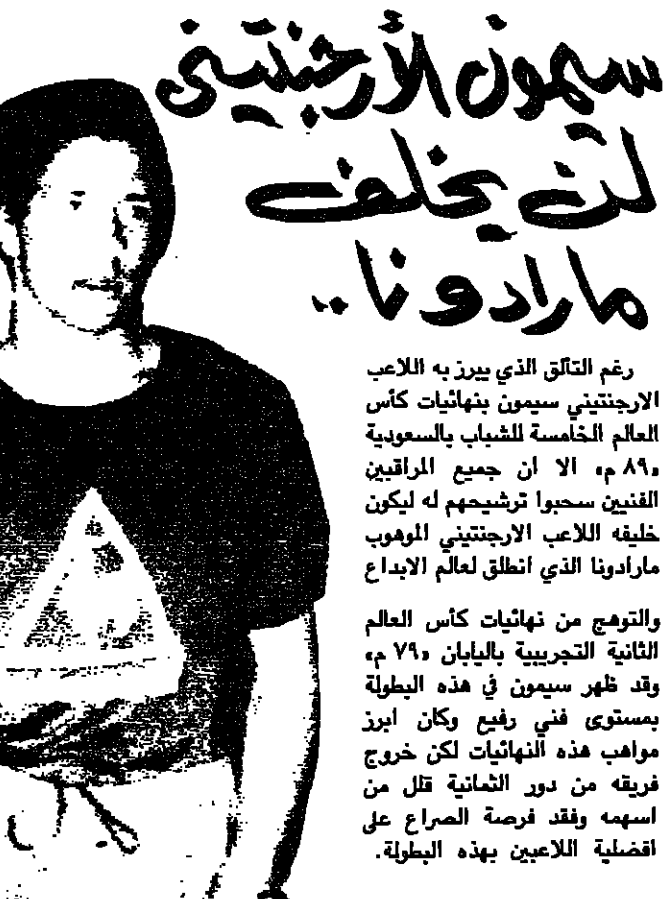 سيمون الأرجنتيني
لن يخلف
مارادونا..
رغم التألق الذي يبرز به اللاعب
الارجنتيني سيمون بنهائيات كأس
العالم الخامسة للشباب بالسعودية
«٨٩ م» الا ان جميع المراقبين
الفنيين سحبوا ترشيحهم له ليكون
خليفه اللاعب الارجنتيني الموهوب
مارادونا الذي انطلق لعالم الابداع
والتوهج من نهائيات كأس العالم
الثانية التجريبية باليابان «٧٩ م»
وقد ظهر سيمون في هذه البطولة
بمستوى فني رفيع وكان ابرز
مواهب هذه النهائيات لكن خروج
فريقه من دور الثمانية قلل من
اسهمه وفقد فرصة الصراع على
افضلية اللاعبين بهذه البطولة.